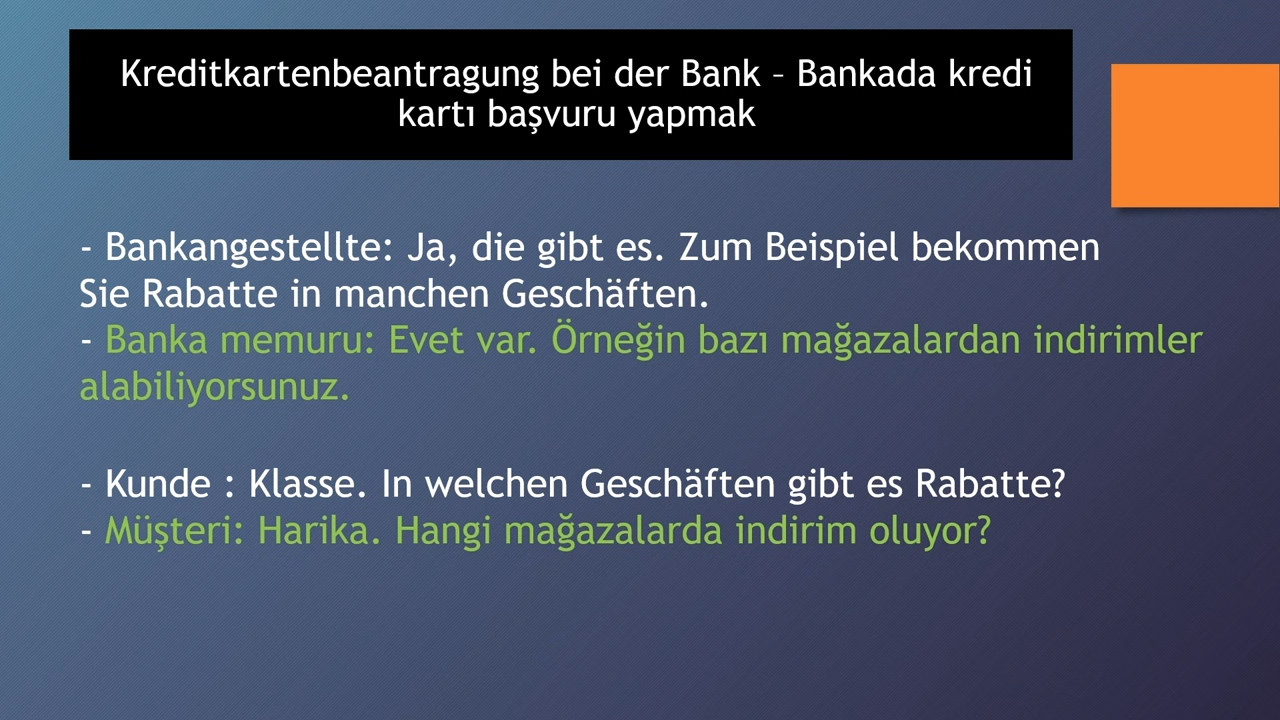 Kreditkartenbeantragung bei der Bank – Bankada kredi
kartı başvuru yapmak
- Bankangestellte: Ja, die gibt es. Zum Beispiel bekommen
Sie Rabatte in manchen Geschäften.
- Banka memuru: Evet var. Örneğin bazı mağazalardan indirimler
alabiliyorsunuz.
- Kunde : Klasse. In welchen Geschäften gibt es Rabatte?
- Müşteri: Harika. Hangi mağazalarda indirim oluyor?